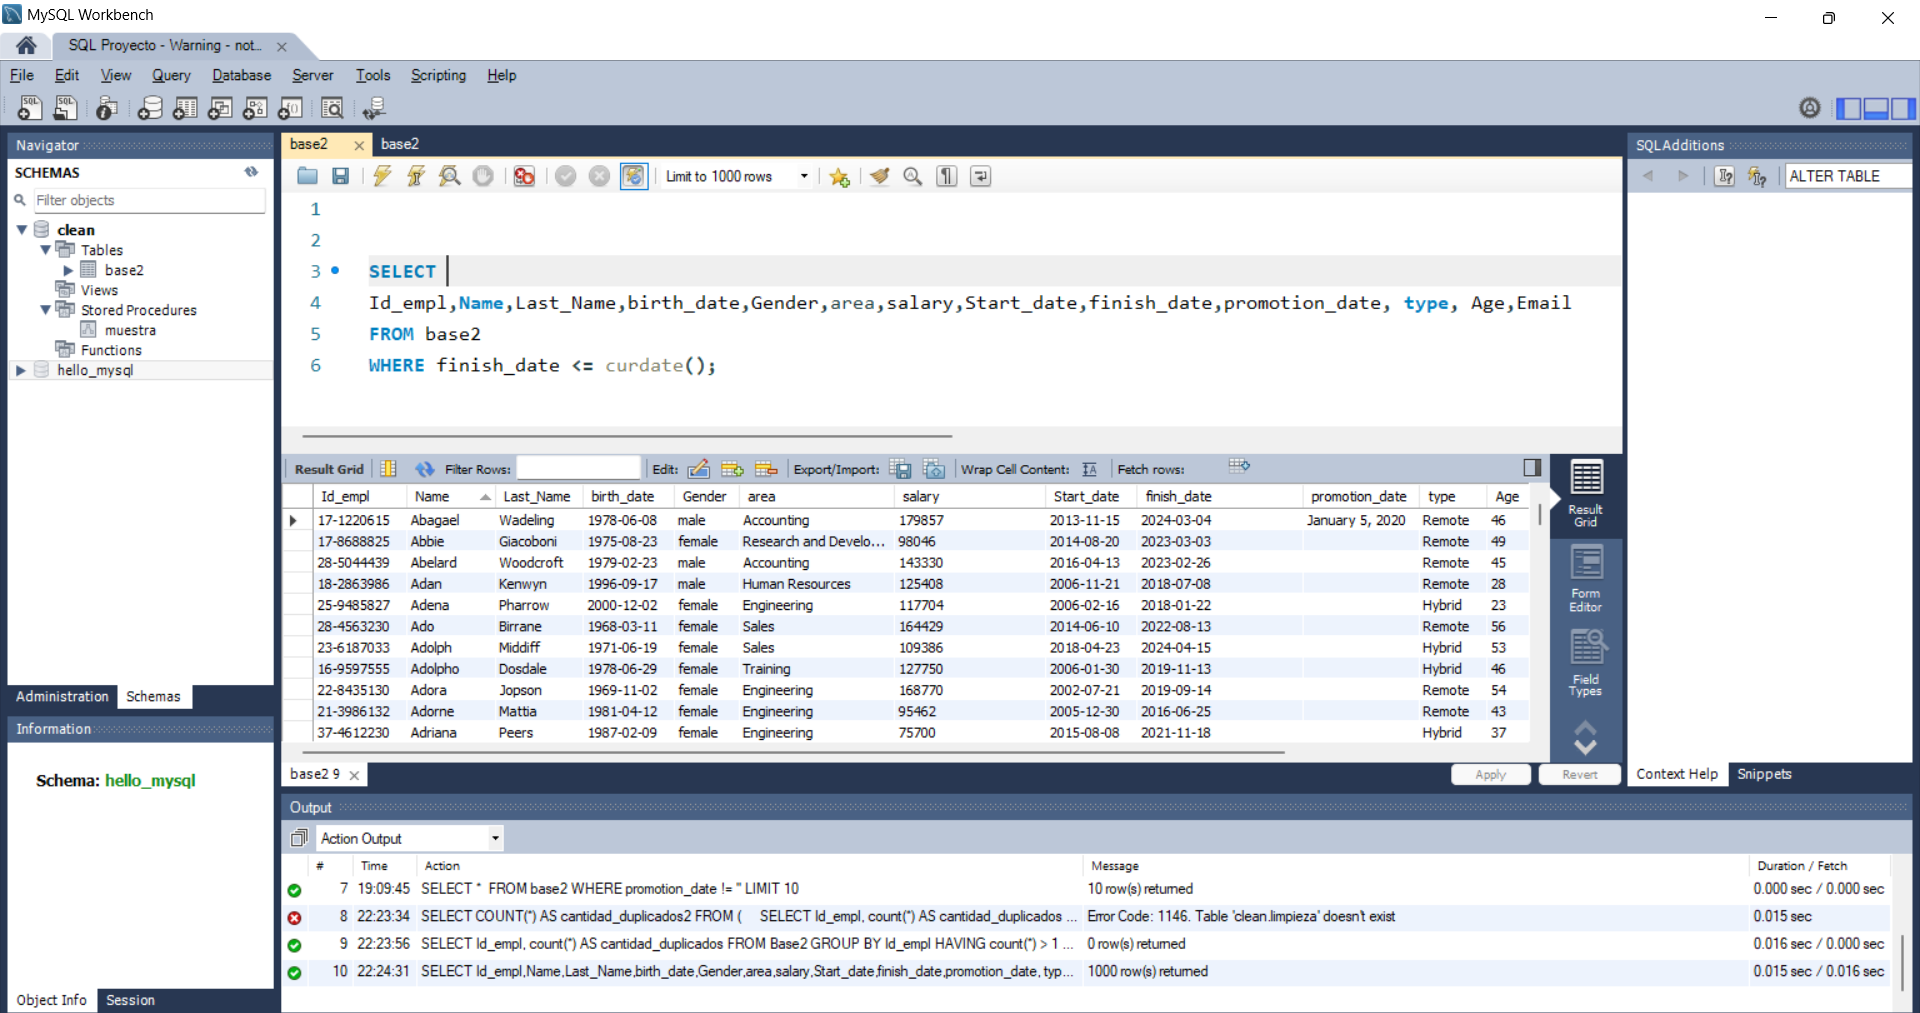 MySQL Workbench
SQL Proyecto - Warning - not...
File Edit View Query Database Server Tools Scripting Help
Navigator
SCHEMAS
Filter objects
clean
Tables
base2
Views
Stored Procedures
muestra
Functions
hello_mysql
Administration Schemas
Information
Schema: hello_mysql
Object Info Session
base2 base2
Limit to 1000 rows
1
2
3 SELECT
4 Id_empl,Name,Last_Name,birth_date,Gender,area,salary,Start_date,finish_date,promotion_date, type, Age,Email
5 FROM base2
6 WHERE finish_date <= curdate();
Result Grid Filter Rows: Edit: Export/Import: Wrap Cell Content: Fetch rows:
Id_empl Name Last_Name birth_date Gender area salary Start_date finish_date promotion_date type Age
17-1220615 Abagael Wadeling 1978-06-08 male Accounting 179857 2013-11-15 2024-03-04 January 5, 2020 Remote 46
17-8688825 Abbie Giacoboni 1975-08-23 female Research and Develo... 98046 2014-08-20 2023-03-03 Remote 49
28-5044439 Abelard Woodcroft 1979-02-23 male Accounting 143330 2016-04-13 2023-02-26 Remote 45
18-2863986 Adan Kenwyn 1996-09-17 male Human Resources 125408 2006-11-21 2018-07-08 Remote 28
25-9485827 Adena Pharrow 2000-12-02 female Engineering 117704 2006-02-16 2018-01-22 Hybrid 23
28-4563230 Ado Birrane 1968-03-11 female Sales 164429 2014-06-10 2022-08-13 Remote 56
23-6187033 Adolph Middiff 1971-06-19 female Sales 109386 2018-04-23 2024-04-15 Hybrid 53
16-9597555 Adolpho Dosdale 1978-06-29 female Training 127750 2006-01-30 2019-11-13 Hybrid 46
22-8435130 Adora Jopson 1969-11-02 female Engineering 168770 2002-07-21 2019-09-14 Remote 54
21-3986132 Adorne Mattia 1981-04-12 female Engineering 95462 2005-12-30 2016-06-25 Remote 43
37-4612230 Adriana Peers 1987-02-09 female Engineering 75700 2015-08-08 2021-11-18 Hybrid 37
Result Grid
Form Editor
Field Types
base2 9
Apply Revert
SQLAdditions
ALTER TABLE
Context Help Snippets
Output
Action Output
# Time Action Message Duration / Fetch
7 19:09:45 SELECT * FROM base2 WHERE promotion_date != '' LIMIT 10 10 row(s) returned 0.000 sec / 0.000 sec
8 22:23:34 SELECT COUNT(*) AS cantidad_duplicados2 FROM ( SELECT Id_empl, count(*) AS cantidad_duplicados ... Error Code: 1146. Table 'clean.limpieza' doesn't exist 0.015 sec
9 22:23:56 SELECT Id_empl, count(*) AS cantidad_duplicados FROM Base2 GROUP BY Id_empl HAVING count(*) > 1 ... 0 row(s) returned 0.016 sec / 0.000 sec
10 22:24:31 SELECT Id_empl,Name,Last_Name,birth_date,Gender,area,salary,Start_date,finish_date,promotion_date, typ... 1000 row(s) returned 0.015 sec / 0.016 sec